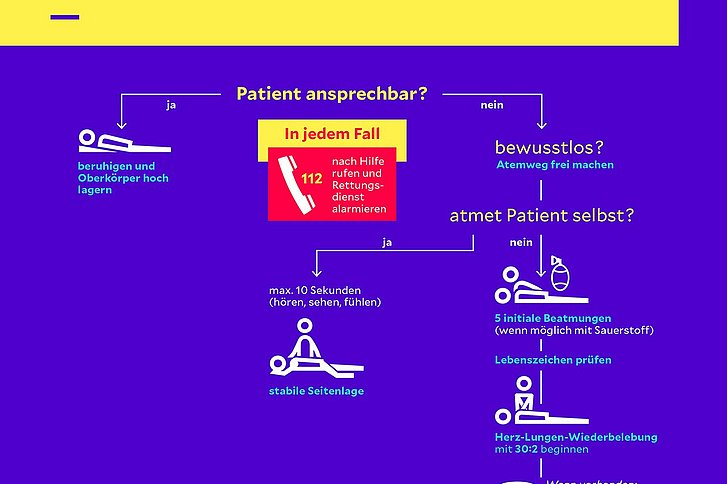 Patient ansprechbar?
ja
nein
In jedem Fall
112
nach Hilfe
rufen und
Rettungs-
dienst
alarmieren
beruhigen und
Oberkörper hoch
lagern
bewusstlos?
Atemweg frei machen
atmet Patient selbst?
ja
nein
max. 10 Sekunden
(hören, sehen, fühlen)
stabile Seitenlage
5 initiale Beatmungen
(wenn möglich mit Sauerstoff)
Lebenszeichen prüfen
Herz-Lungen-Wiederbelebung
mit 30:2 beginnen
Wenn vorhanden: